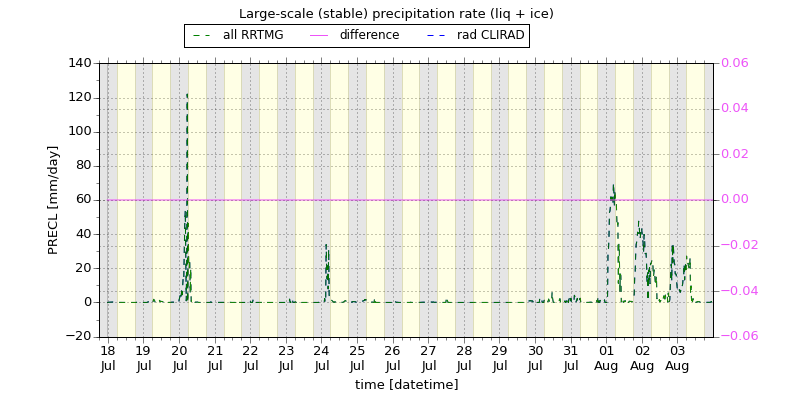 Large-scale (stable) precipitation rate (liq + ice)
all RRTMG difference rad CLIRAD
PRECL [mm/day]
140
120
100
80
60
40
20
0
−20
0.06
0.04
0.02
0.00
−0.02
−0.04
−0.06
18 19 20 21 22 23 24 25 26 27 28 29 30 31 01 02 03
Jul Jul Jul Jul Jul Jul Jul Jul Jul Jul Jul Jul Jul Jul Aug Aug Aug
time [datetime]